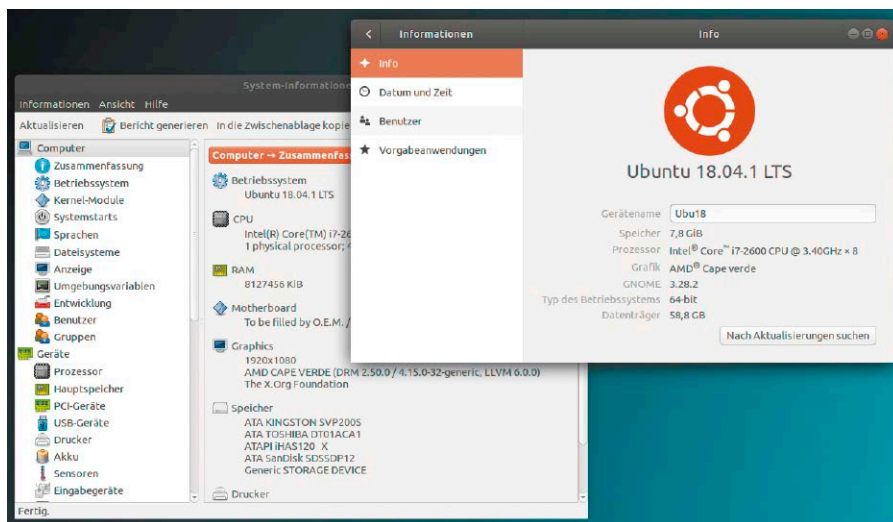 Informationen
Info
Info
Datum und Zeit
Benutzer
Vorgabeanwendungen
Ubuntu 18.04.1 LTS
Gerätename Ubu18
Speicher 7,8 GiB
Prozessor Intel® Core™ i7-2600 CPU @ 3.40GHz × 8
Grafik AMD® Cape verde
GNOME 3.28.2
Typ des Betriebssystems 64-bit
Datenträger 58,8 GB
Nach Aktualisierungen suchen
Informationen Ansicht Hilfe
Aktualisieren Bericht generieren In die Zwischenablage
Computer
Zusammenfassung
Betriebssystem
Kernel-Module
Systemstarts
Sprachen
Dateisysteme
Anzeige
Umgebungsvariablen
Entwicklung
Benutzer
Gruppen
Geräte
Prozessor
Hauptspeicher
PCI-Geräte
USB-Geräte
Drucker
Akku
Sensoren
Eingabegeräte
Fertig.
Computer →
Betriebssystem
Ubuntu 18.04.1 LTS
CPU
Intel(R) Core(TM)
1 physical processor;
RAM
8127456 KiB
Motherboard
To be filled by O.E.M. /
Graphics
1920x1080
AMD CAPE VERDE (DRM 2.50.0 / 4.15.0-32-generic, LLVM 6.0.0)
The X.Org Foundation
Speicher
ATA KINGSTON SVP200S
ATA TOSHIBA DT01ACA1
ATAPI iHAS120 X
ATA SanDisk SDSSDP12
Generic STORAGE DEVICE
Drucker